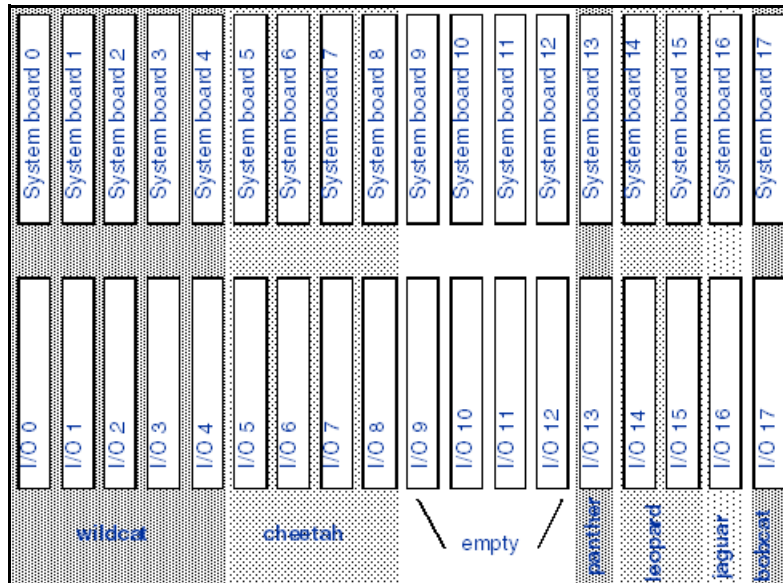 System board 0
System board 1
System board 2
System board 3
System board 4
System board 5
System board 6
System board 7
System board 8
System board 9
System board 10
System board 11
System board 12
System board 13
System board 14
System board 15
System board 16
System board 17
I/O 0
I/O 1
I/O 2
I/O 3
I/O 4
I/O 5
I/O 6
I/O 7
I/O 8
I/O 9
I/O 10
I/O 11
I/O 12
I/O 13
I/O 14
I/O 15
I/O 16
I/O 17
wildcat
cheetah
empty
panther
leopard
jaguar
bobcat